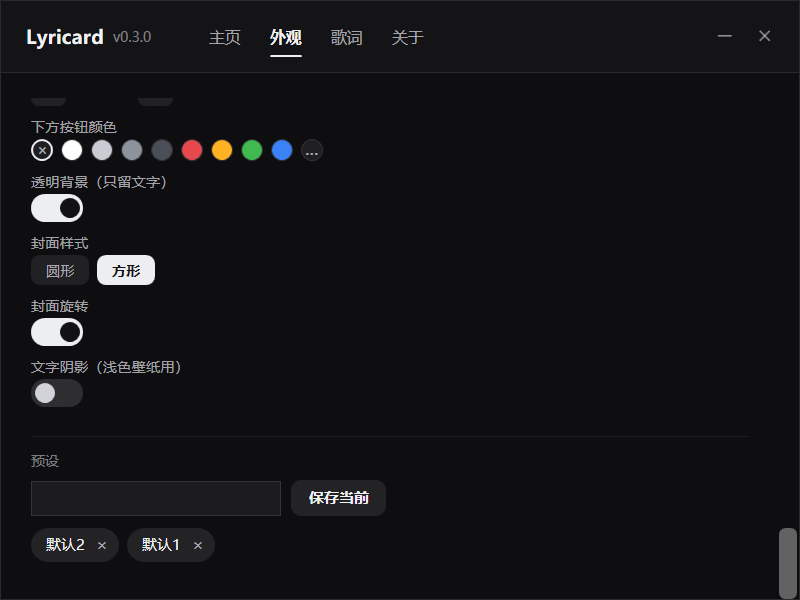 Lyricard v0.3.0 主页 外观 歌词 关于
下方按钮颜色
...
透明背景（只留文字）
封面样式
圆形 方形
封面旋转
文字阴影（浅色壁纸用）
预设
保存当前
默认2 × 默认1 ×